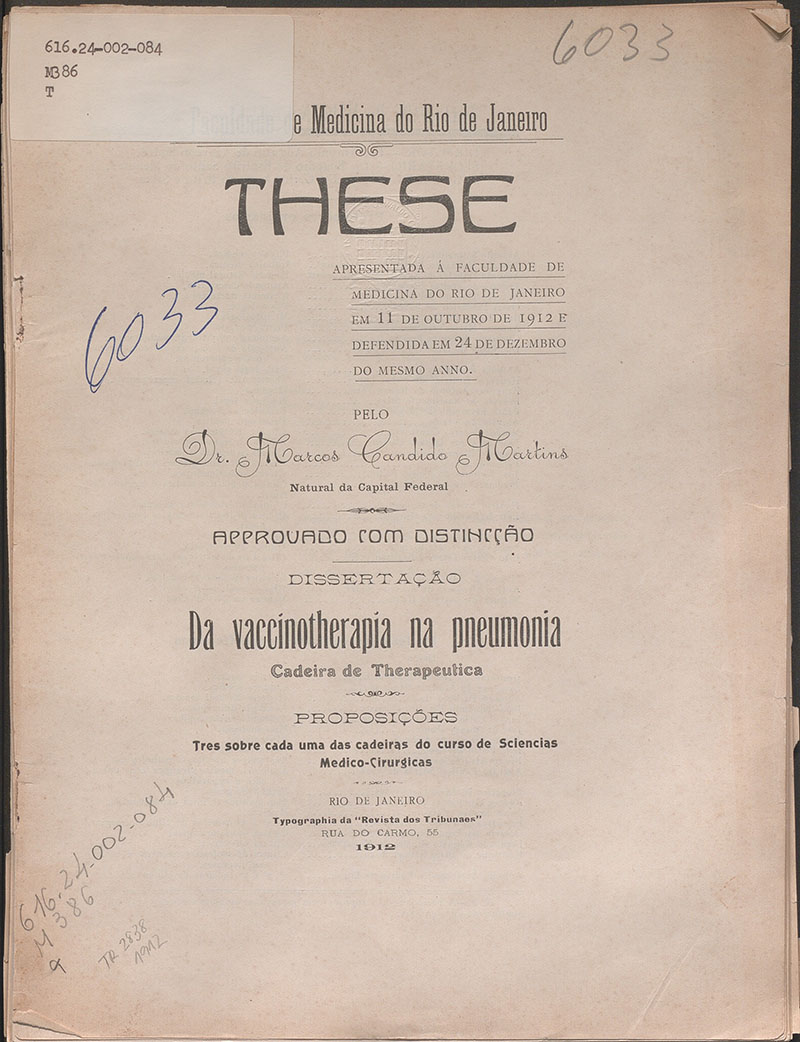 616.24-002-084
M386
T
6033
Faculdade de Medicina do Rio de Janeiro
THESE
APRESENTADA Á FACULDADE DE
MEDICINA DO RIO DE JANEIRO
EM 11 DE OUTUBRO DE 1912 E
DEFENDIDA EM 24 DE DEZEMBRO
DO MESMO ANNO.
6033
PELO
Dr. Marcos Candido Martins
Natural da Capital Federal
APPROVADO COM DISTINCÇÃO
DISSERTAÇÃO
Da vaccinotherapia na pneumonia
Cadeira de Therapeutica
PROPOSIÇÕES
Tres sobre cada uma das cadeiras do curso de Sciencias
Medico-Cirurgicas
RIO DE JANEIRO
Typographia da "Revista dos Tribunaes"
RUA DO CARMO, 55
1912
616.24-002-084
M386
TR 2838
1912